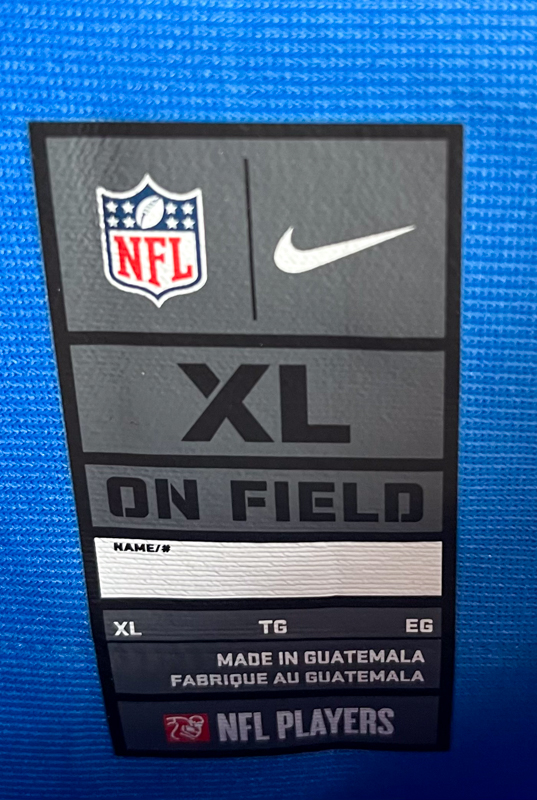 NFL
XL
ON FIELD
NAME/#
XL TG EG
MADE IN GUATEMALA
FABRIQUE AU GUATEMALA
NFL PLAYERS